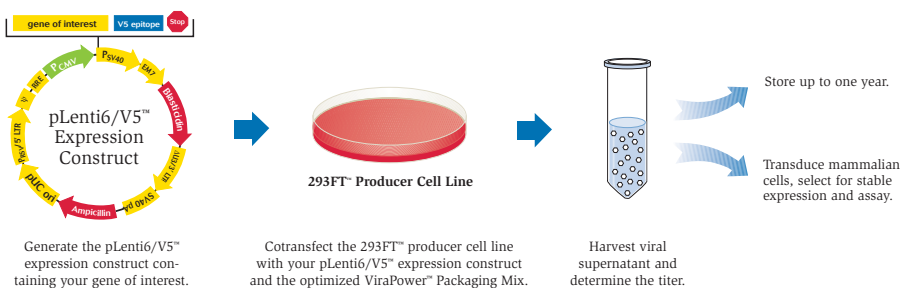 gene of interest
V5 epitope
Stop
PCMV
PSV40
EM7
Blasticidin
ΔU3/3' LTR
SV40 pA
Ampicillin
pUC ori
PRSV/5' LTR
Ψ
RRE
pLenti6/V5™
Expression
Construct
Generate the pLenti6/V5™
expression construct con-
taining your gene of interest.
293FT™ Producer Cell Line
Cotransfect the 293FT™ producer cell line
with your pLenti6/V5™ expression construct
and the optimized ViraPower™ Packaging Mix.
Harvest viral
supernatant and
determine the titer.
Store up to one year.
Transduce mammalian
cells, select for stable
expression and assay.